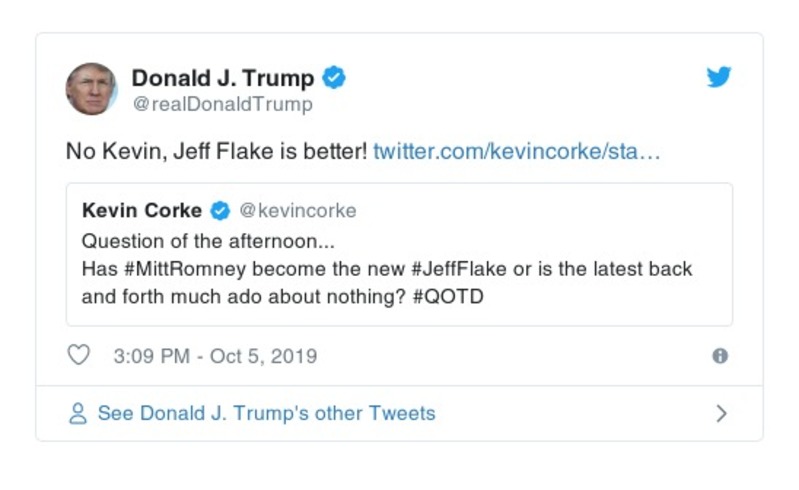 Donald J. Trump
@realDonaldTrump
No Kevin, Jeff Flake is better! twitter.com/kevincorke/sta…
Kevin Corke @kevincorke
Question of the afternoon...
Has #MittRomney become the new #JeffFlake or is the latest back
and forth much ado about nothing? #QOTD
3:09 PM - Oct 5, 2019
See Donald J. Trump's other Tweets